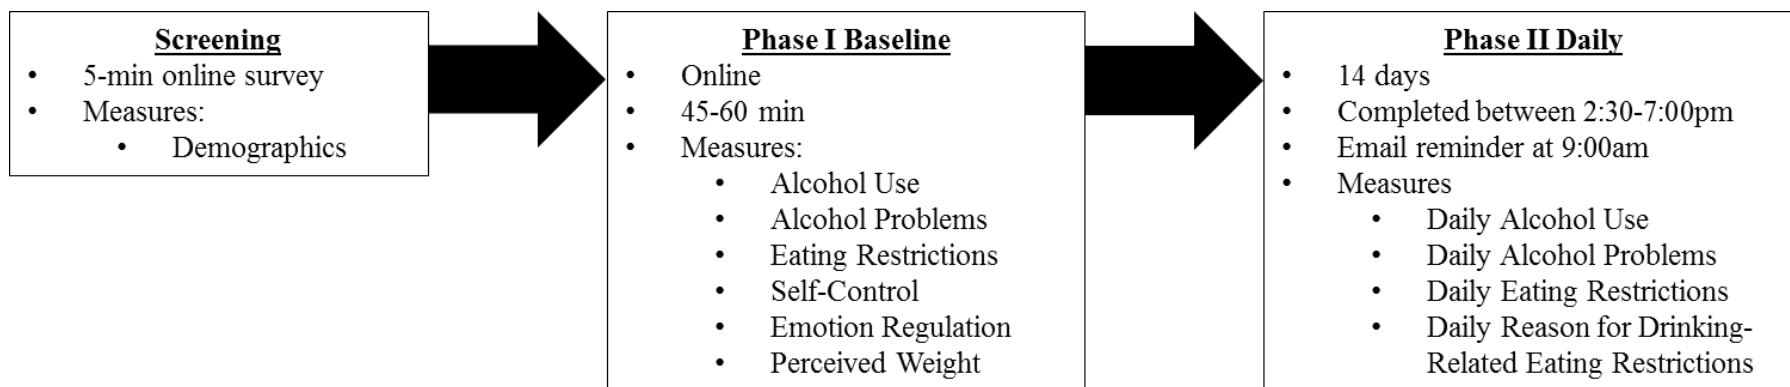 Screening
• 5-min online survey
• Measures:
• Demographics
Phase I Baseline
• Online
• 45-60 min
• Measures:
• Alcohol Use
• Alcohol Problems
• Eating Restrictions
• Self-Control
• Emotion Regulation
• Perceived Weight
Phase II Daily
• 14 days
• Completed between 2:30-7:00pm
• Email reminder at 9:00am
• Measures
• Daily Alcohol Use
• Daily Alcohol Problems
• Daily Eating Restrictions
• Daily Reason for Drinking-
Related Eating Restrictions